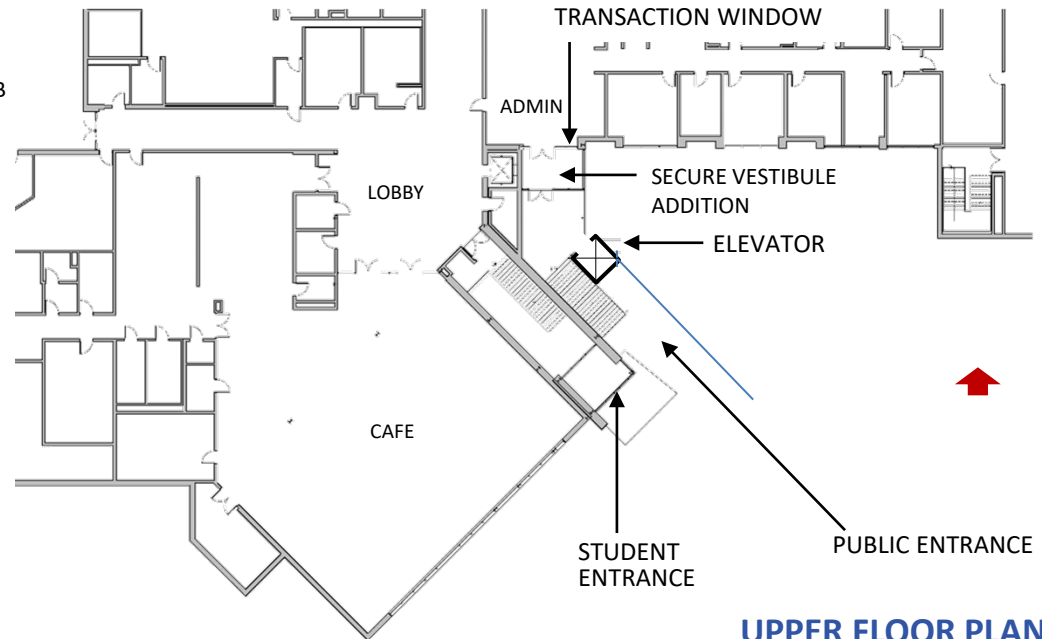 TRANSACTION WINDOW
B
ADMIN
SECURE VESTIBULE
ADDITION
LOBBY
ELEVATOR
CAFE
STUDENT
ENTRANCE
PUBLIC ENTRANCE
UPPER FLOOR PLAN